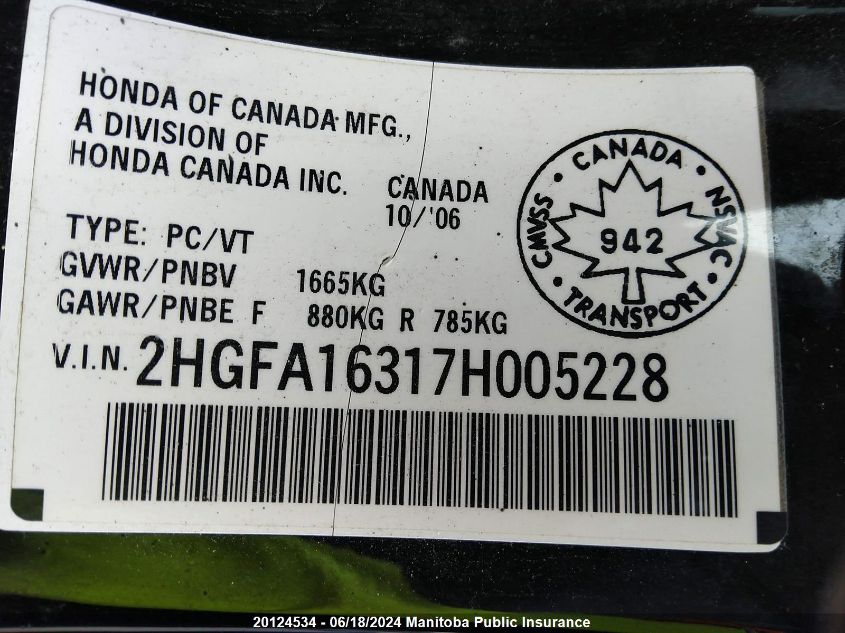 HONDA OF CANADA MFG.,
A DIVISION OF
HONDA CANADA INC. CANADA
10/'06
TYPE: PC/VT
GVWR/PNBV 1665KG
GAWR/PNBE F 880KG R 785KG
V.I.N. 2HGFA16317H005228
CANADA
CMVSS 942 NSVAC
TRANSPORT
20124534 - 06/18/2024 Manitoba Public Insurance